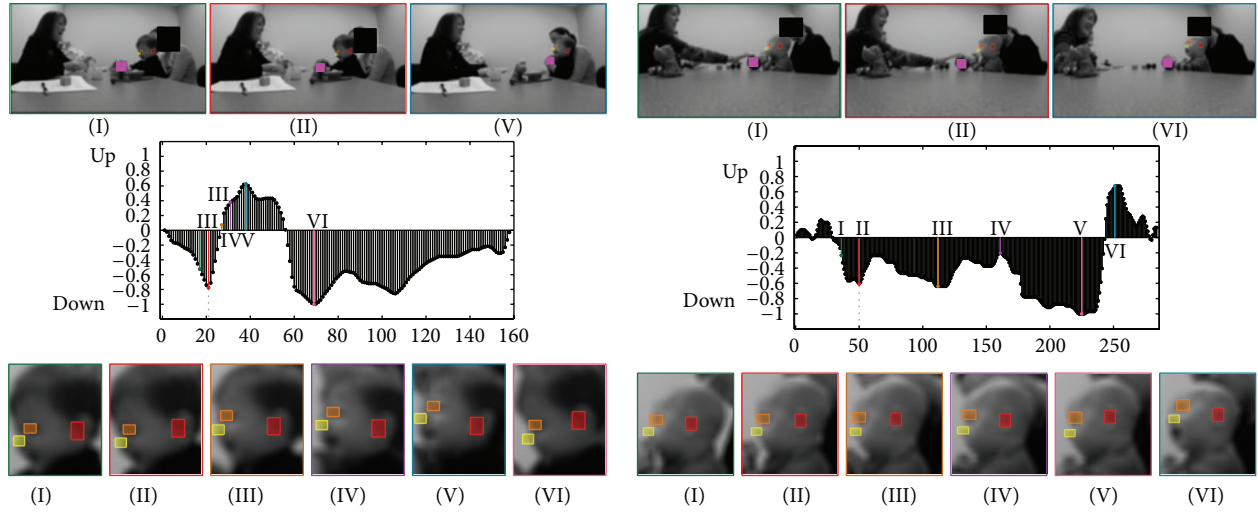 (I) (II) (V)
Up
1
0.8
0.6
0.4
0.2
0
−0.2
−0.4
−0.6
−0.8
−1
Down
III
III
IVV
VI
0 20 40 60 80 100 120 140 160
(I) (II) (III) (IV) (V) (VI)
(I) (II) (VI)
Up
1
0.8
0.6
0.4
0.2
0
−0.2
−0.4
−0.6
−0.8
−1
Down
I II III IV V
VI
0 50 100 150 200 250
(I) (II) (III) (IV) (V) (VI)